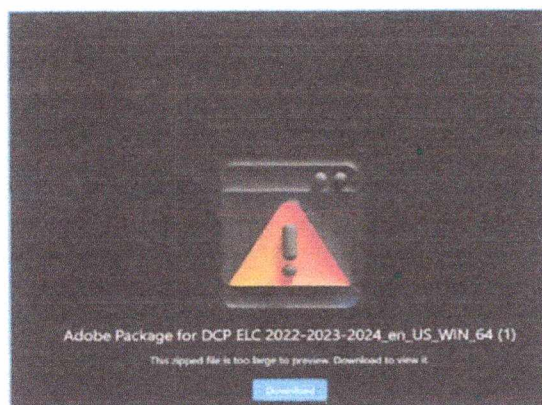 Adobe Package for DCP ELC 2022-2023-2024_en_US_WIN_64 (1)
This zipped file is too large to preview. Download to view it.
Download